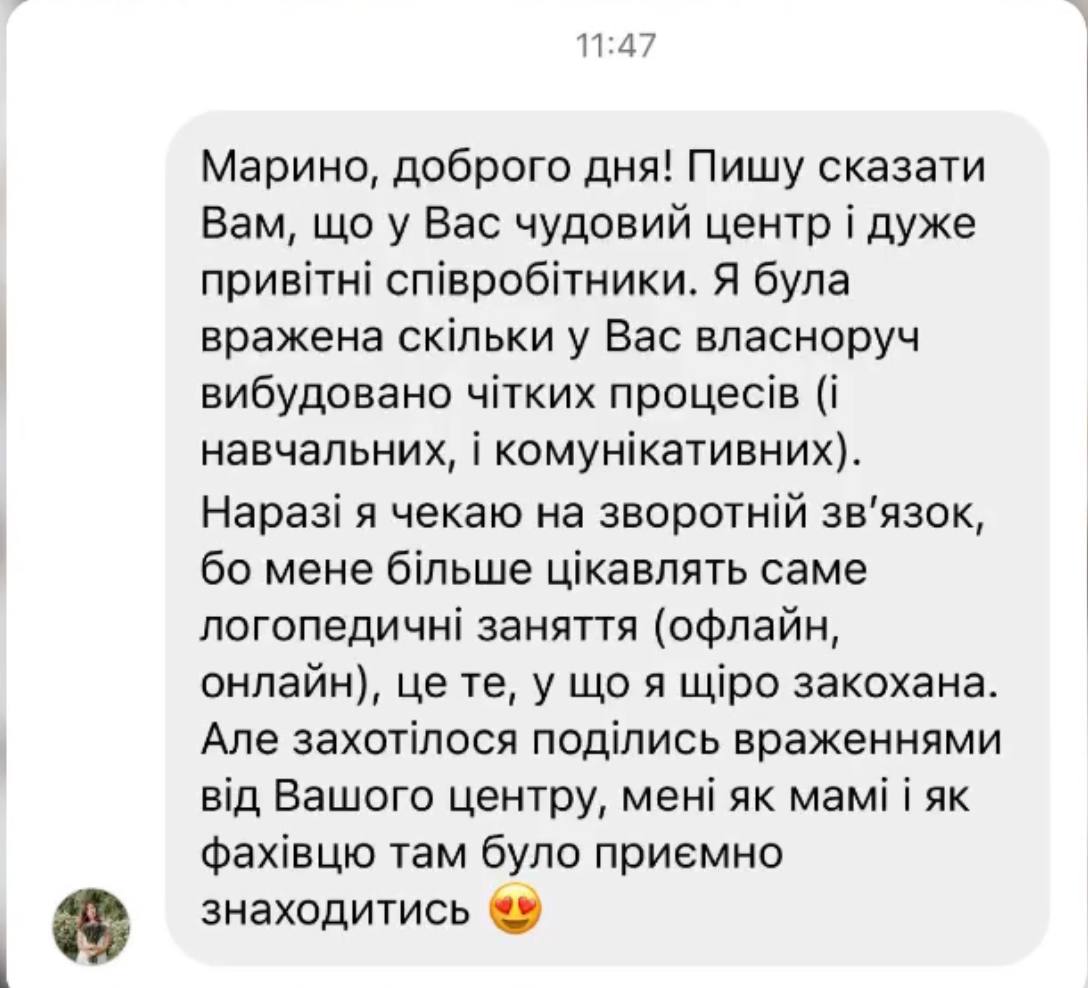 11:47
Марино, доброго дня! Пишу сказати
Вам, що у Вас чудовий центр і дуже
привітні співробітники. Я була
вражена скільки у Вас власноруч
вибудовано чітких процесів (і
навчальних, і комунікативних).
Наразі я чекаю на зворотній зв’язок,
бо мене більше цікавлять саме
логопедичні заняття (офлайн,
онлайн), це те, у що я щіро закохана.
Але захотілося поділись враженнями
від Вашого центру, мені як мамі і як
фахівцю там було приємно
знаходитись 😍